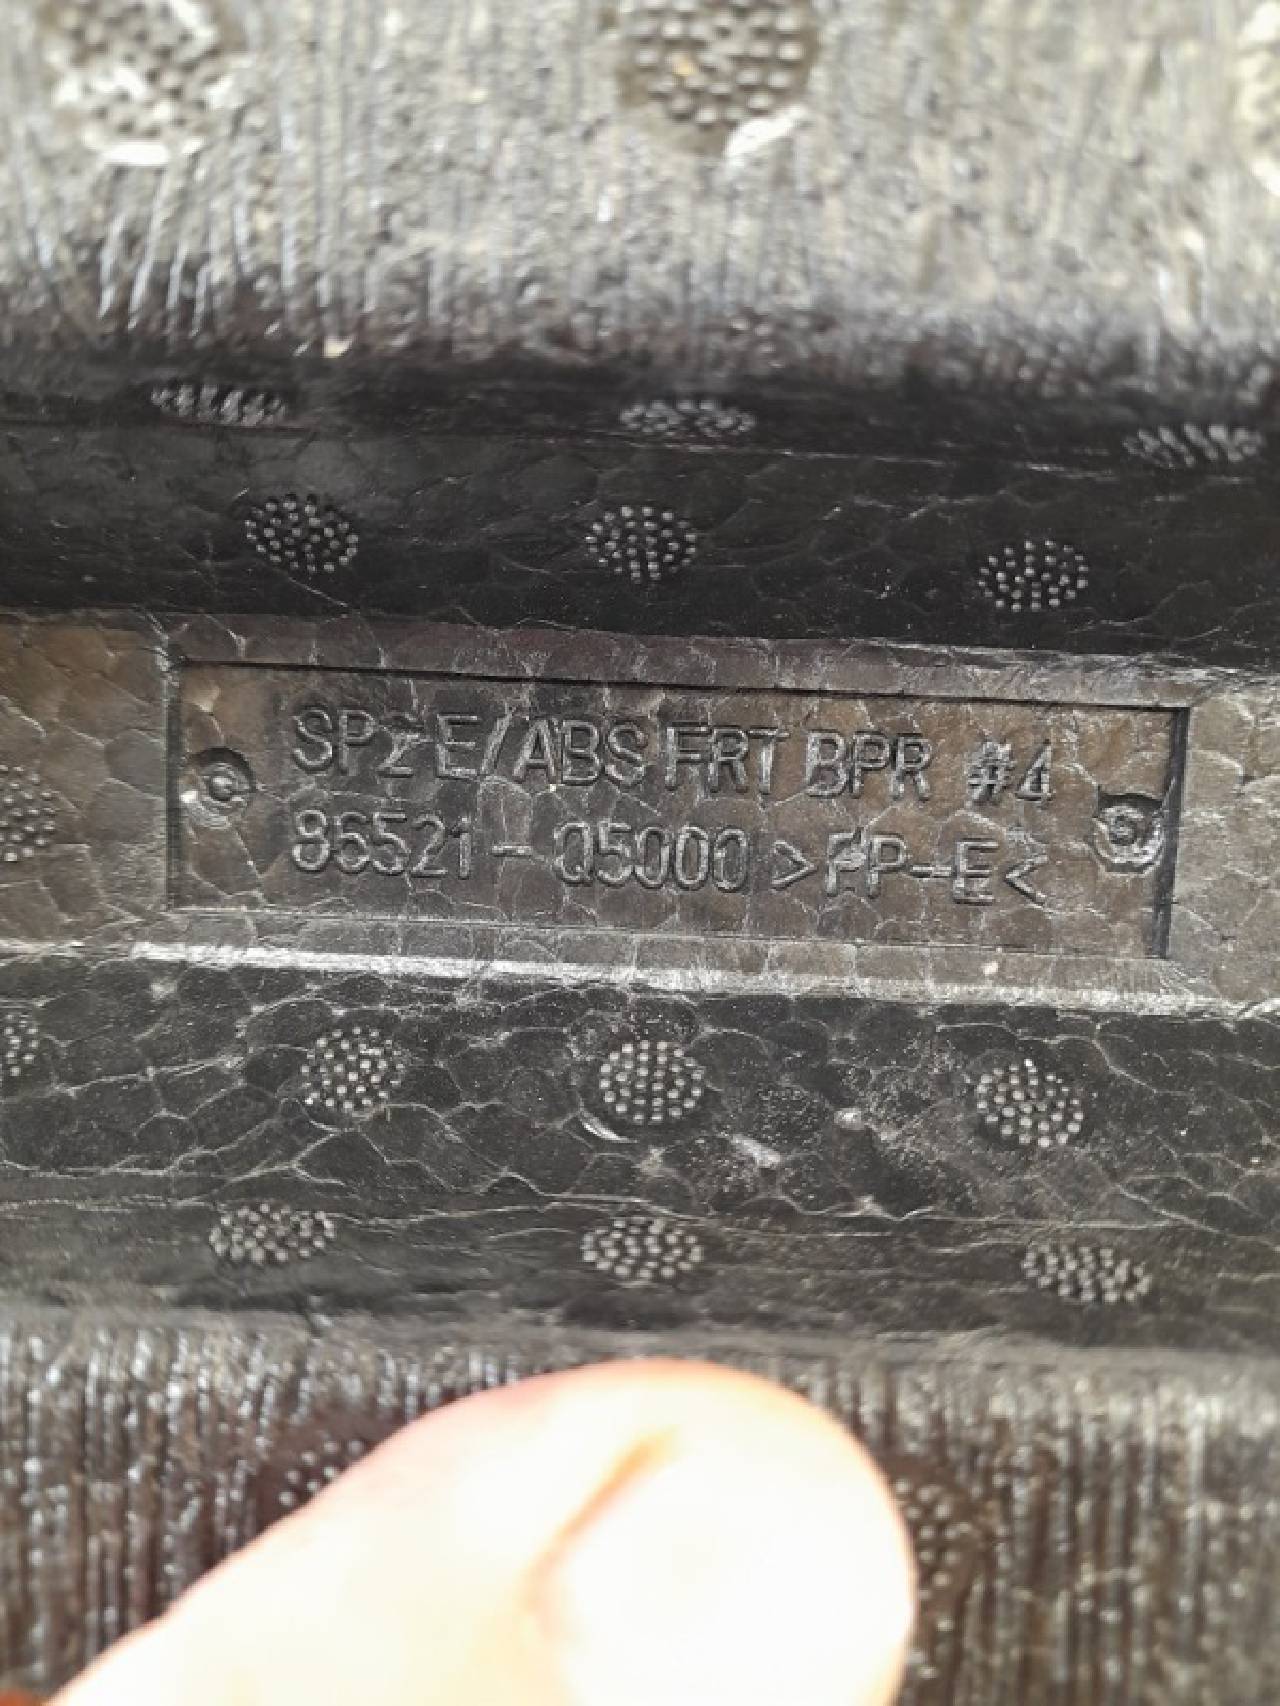 SP2 E/ABS FRT BPR #4
86521-Q5000 >PP-E<